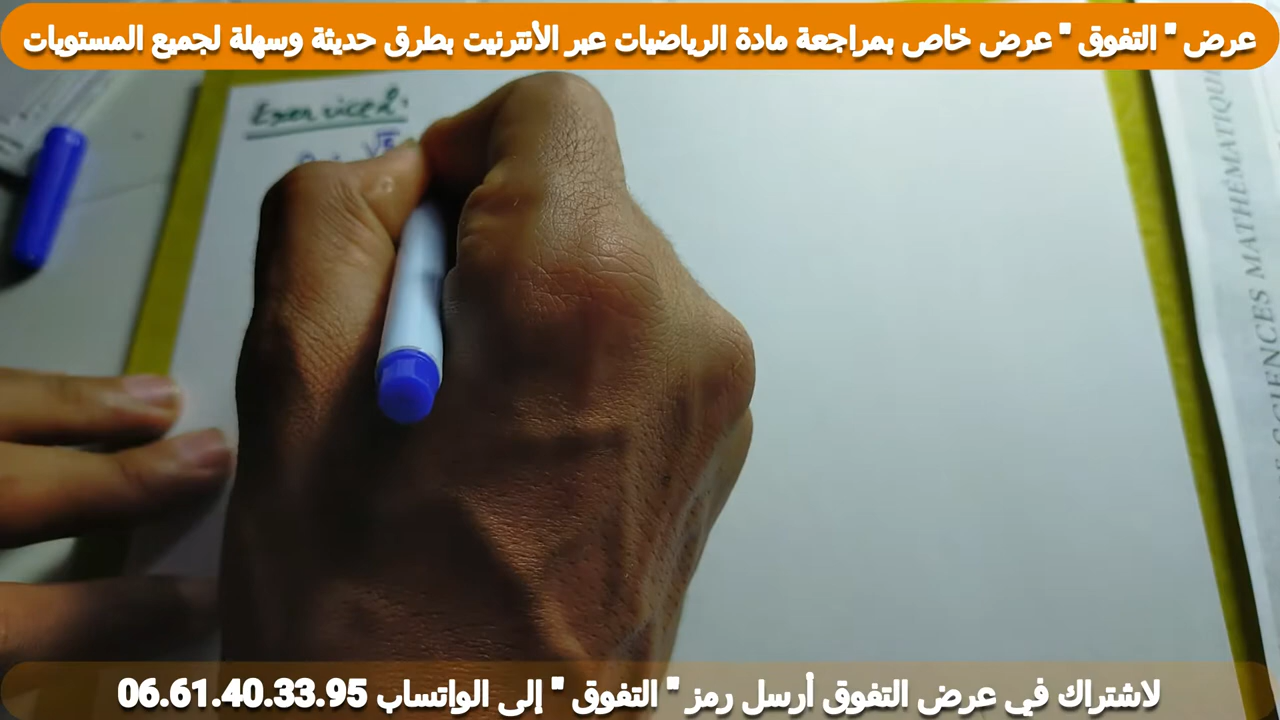 عرض " التفوق " عرض خاص بمراجعة مادة الرياضيات عبر الأنترنيت بطرق حديثة وسهلة لجميع المستويات
Exercice 2:
SCIENCES MATHÉMATIQU
لاشتراك في عرض التفوق أرسل رمز " التفوق " إلى الواتساب 06.61.40.33.95